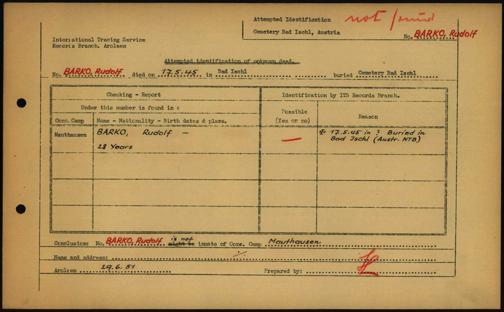 Attempted Identification
not found
Cemetery Bad Ischl, Austria
International Tracing Service
Records Branch, Arolsen
No. BARKO, Rudolf
Attempted identification of unknown dead.
No. BARKO, Rudolf died on 17.5.45 in Bad Ischl buried Cemetery Bad Ischl
Checking - Report
Identification by ITS Records Branch.
Under this number is found in :
Possible
(Yes or no)
Reason
Conc. Camp
Name - Nationality - Birth dates & place.
Mauthausen
BARKO, Rudolf —
28 Years
—
17.5.45 in ? Buried in
Bad Ischl (Austr. NTB)
Conclusion: No. BARKO, Rudolf is not might be inmate of Conc. Camp Mauthausen
Name and address:
Arolsen 29.6.51
Prepared by: